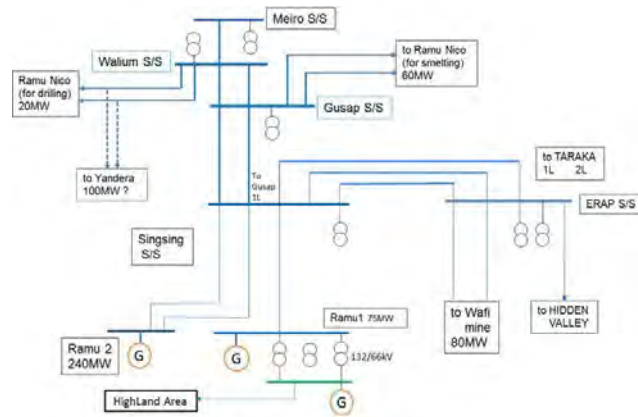 Meiro S/S
Walium S/S
Ramu Nico
(for drilling)
20MW
to Ramu Nico
(for smelting)
60MW
Gusap S/S
to Yandera
100MW ?
To
Gusap
1L
to TARAKA
1L 2L
ERAP S/S
Singsing
S/S
Ramu1 75MW
to Wafi
mine
80MW
to HIDDEN
VALLEY
Ramu 2
240MW
G
G
132/66kV
HighLand Area
G